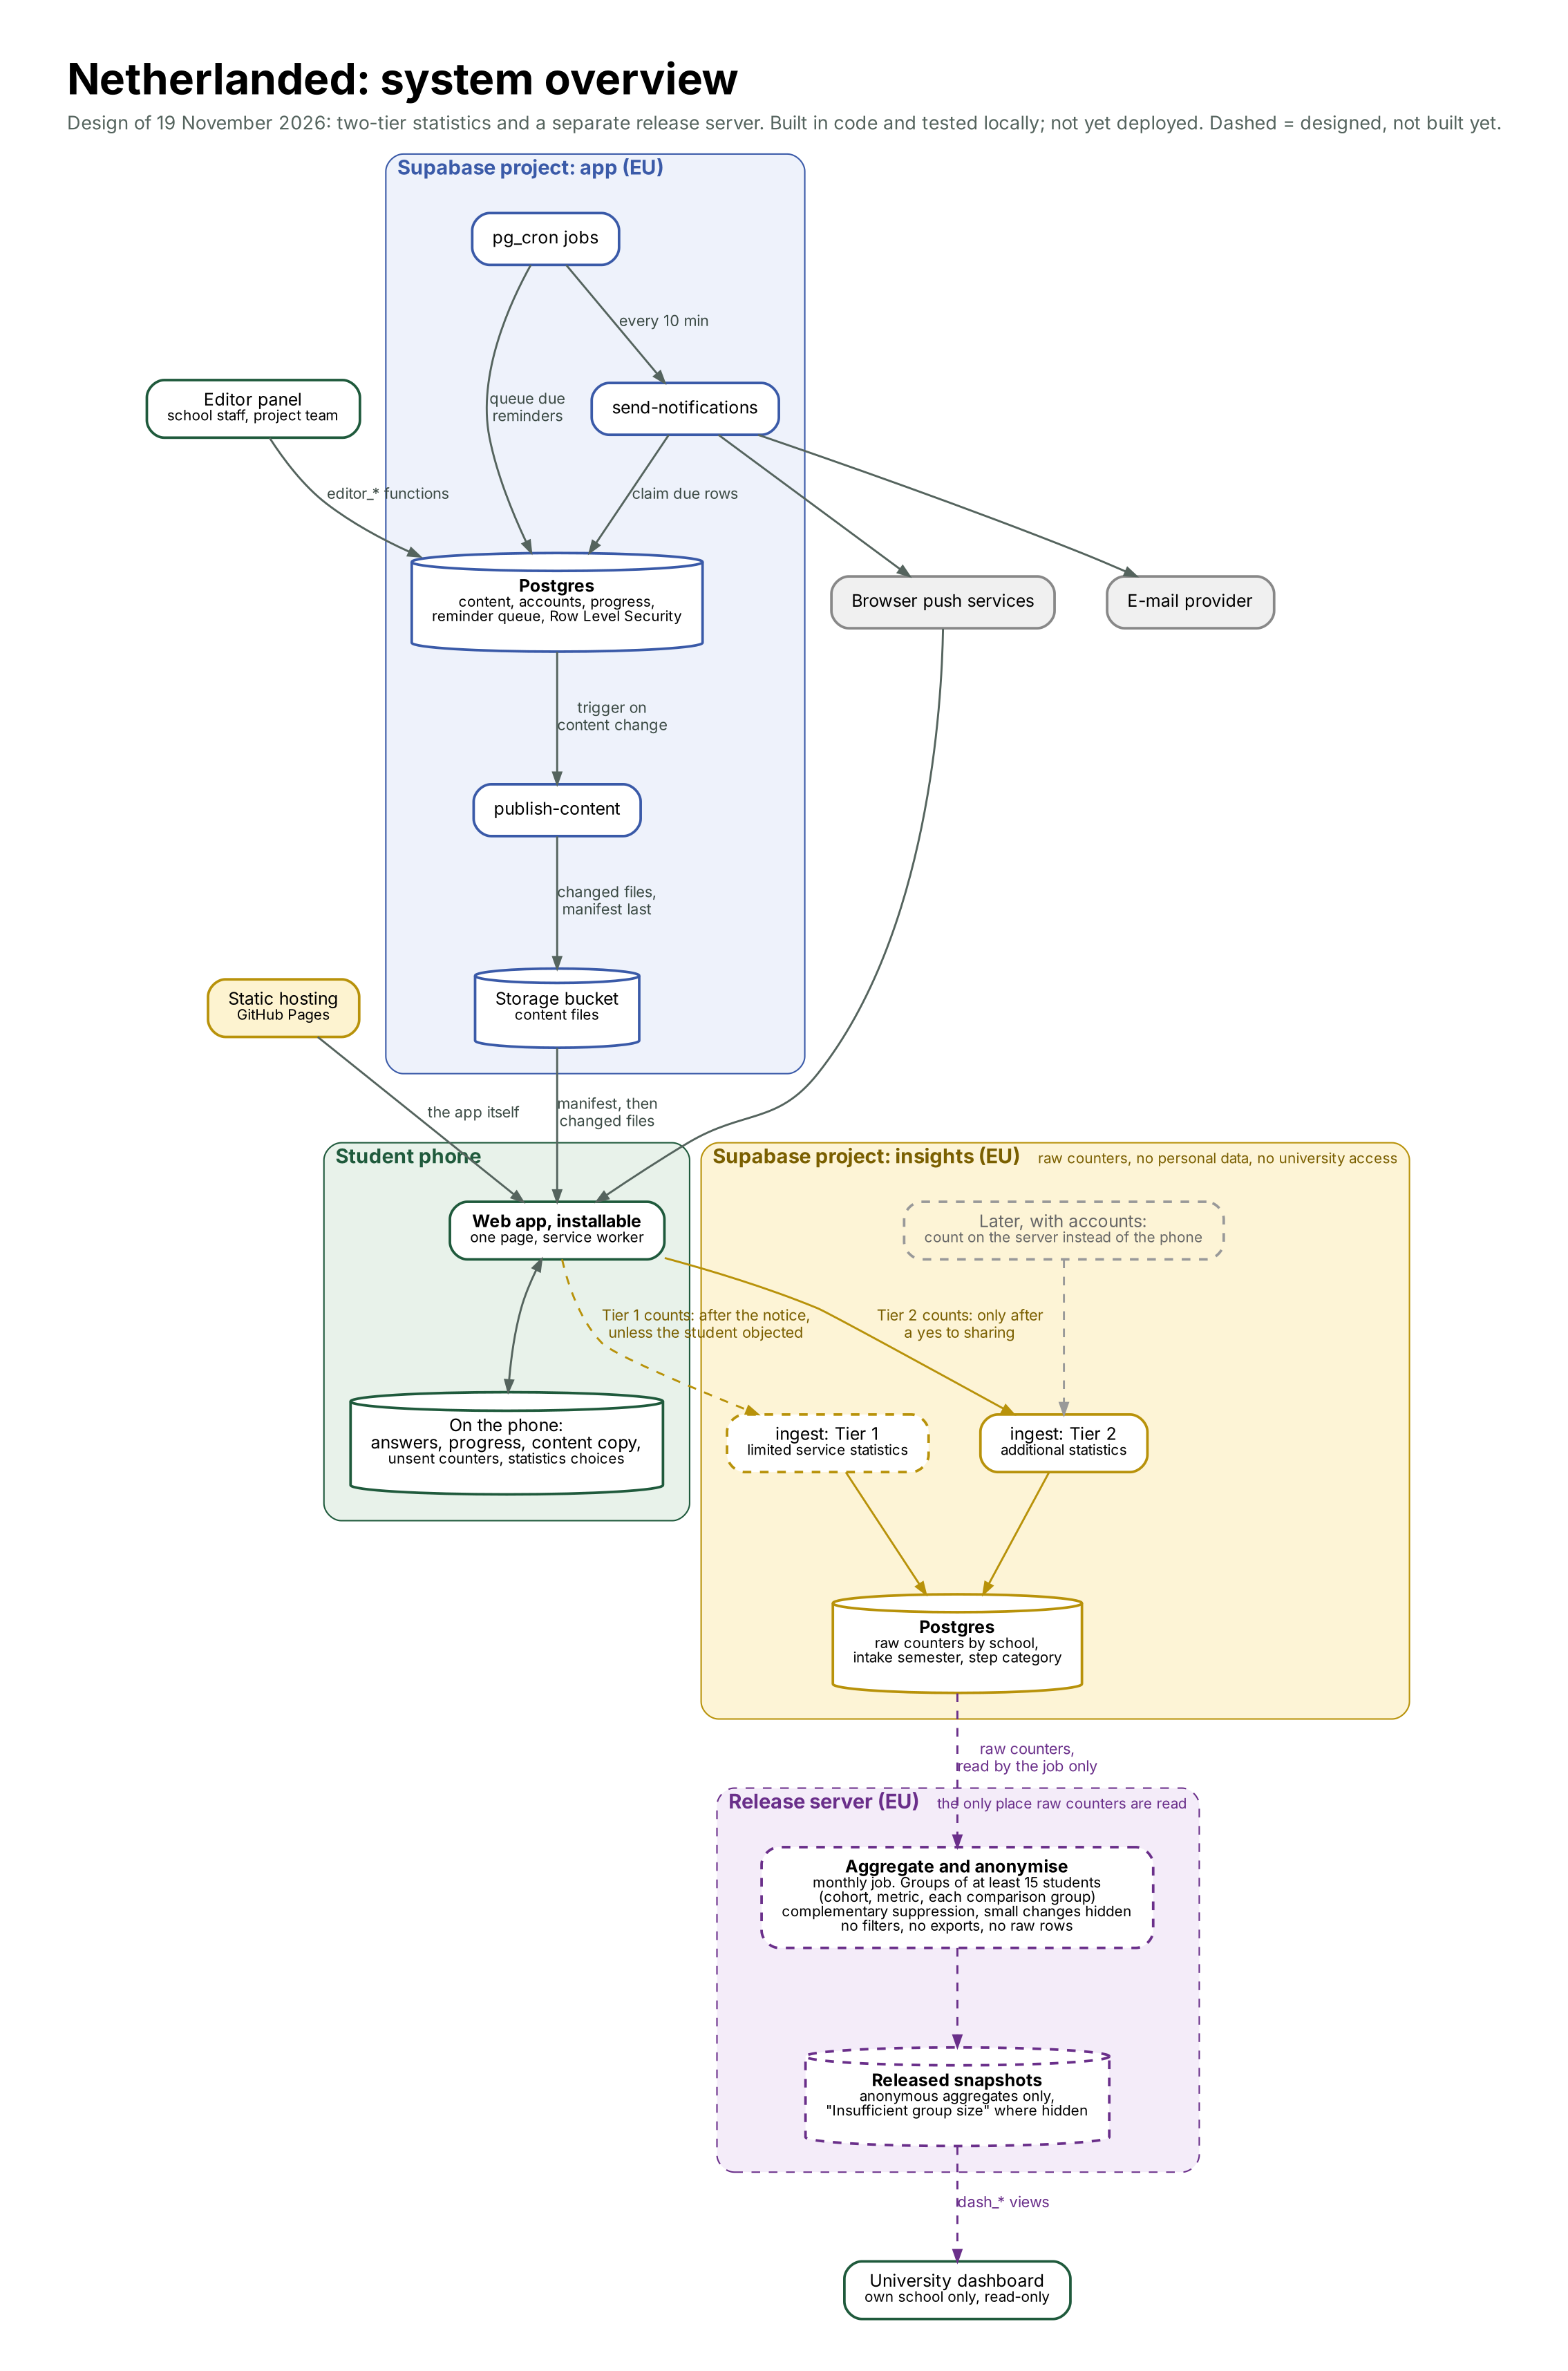 Netherlanded: system overview
Design of 19 November 2026: two-tier statistics and a separate release server. Built in code and tested locally; not yet deployed. Dashed = designed, not built yet.
Supabase project: app (EU)
pg_cron jobs
every 10 min
queue due
reminders
Editor panel
school staff, project team
send-notifications
editor_* functions
claim due rows
Postgres
content, accounts, progress,
reminder queue, Row Level Security
Browser push services
E-mail provider
trigger on
content change
publish-content
changed files,
manifest last
Static hosting
GitHub Pages
Storage bucket
content files
the app itself
manifest, then
changed files
Student phone
Web app, installable
one page, service worker
Supabase project: insights (EU) raw counters, no personal data, no university access
Later, with accounts:
count on the server instead of the phone
Tier 1 counts: after the notice,
unless the student objected
Tier 2 counts: only after
a yes to sharing
On the phone:
answers, progress, content copy,
unsent counters, statistics choices
ingest: Tier 1
limited service statistics
ingest: Tier 2
additional statistics
Postgres
raw counters by school,
intake semester, step category
raw counters,
read by the job only
Release server (EU) the only place raw counters are read
Aggregate and anonymise
monthly job. Groups of at least 15 students
(cohort, metric, each comparison group)
complementary suppression, small changes hidden
no filters, no exports, no raw rows
Released snapshots
anonymous aggregates only,
"Insufficient group size" where hidden
dash_* views
University dashboard
own school only, read-only